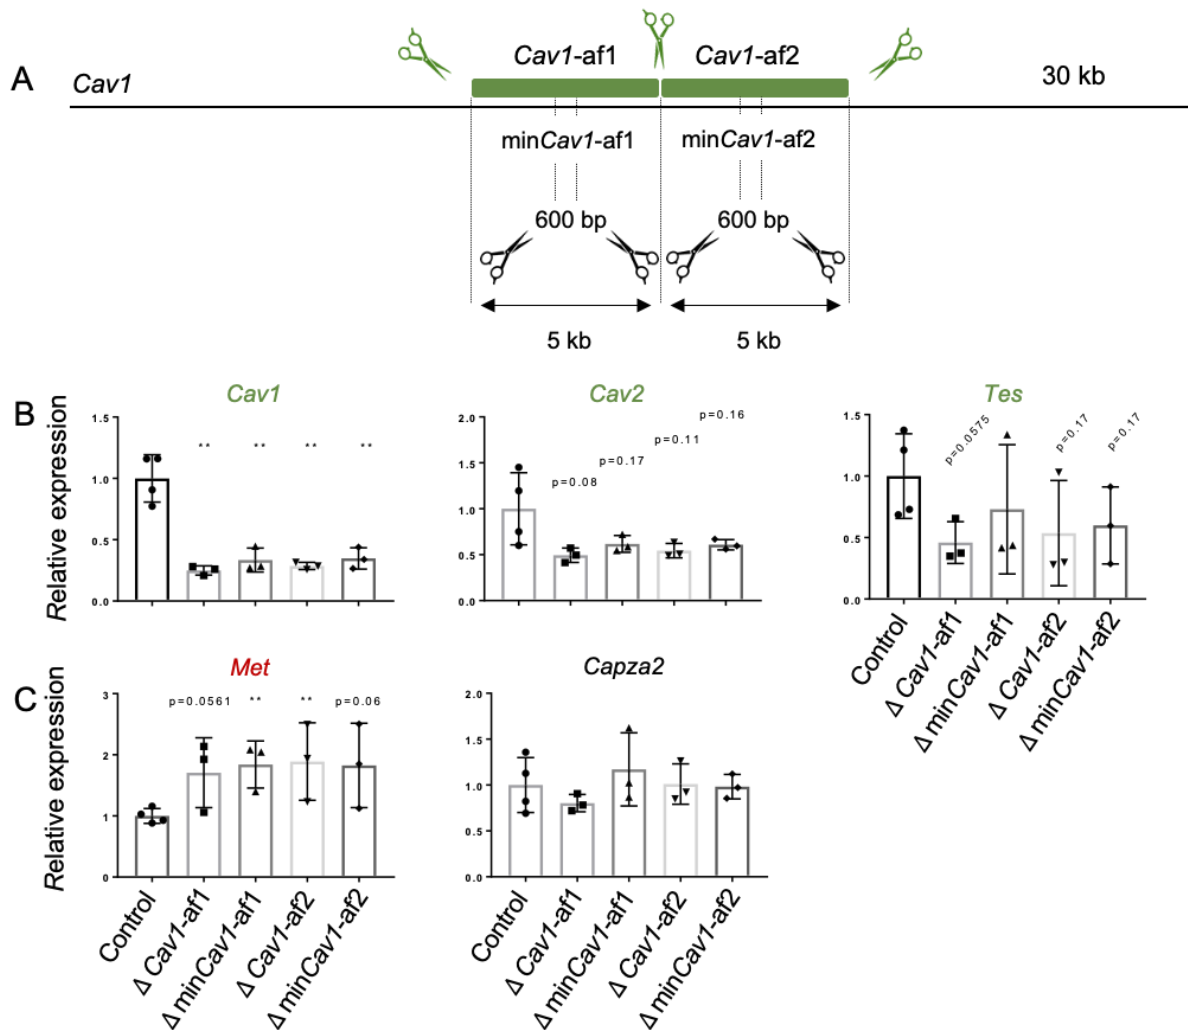 A
Cav1
Cav1-af1
Cav1-af2
30 kb
minCav1-af1
minCav1-af2
600 bp
600 bp
5 kb
5 kb
B
Relative expression
Cav1
1.5
1.0
0.5
0.0
**
**
**
**
Cav2
2.0
1.5
1.0
0.5
0.0
p=0.08
p=0.17
p=0.11
p=0.16
Tes
1.5
1.0
0.5
0.0
p=0.0575
p=0.17
p=0.17
Control
Δ Cav1-af1
Δ minCav1-af1
Δ Cav1-af2
Δ minCav1-af2
C
Relative expression
Met
3
2
1
0
p=0.0561
**
**
p=0.06
Control
Δ Cav1-af1
Δ minCav1-af1
Δ Cav1-af2
Δ minCav1-af2
Capza2
2.0
1.5
1.0
0.5
0.0
Control
Δ Cav1-af1
Δ minCav1-af1
Δ Cav1-af2
Δ minCav1-af2